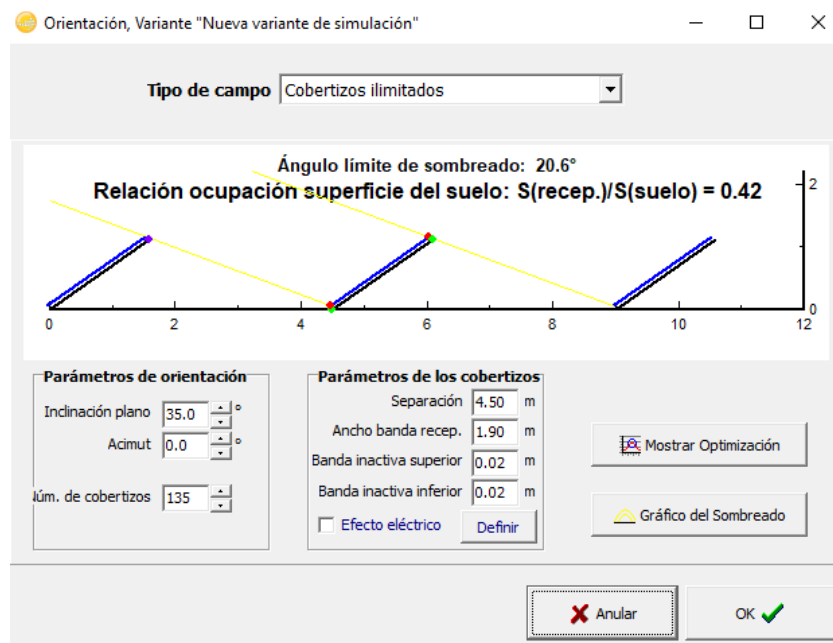 Orientación, Variante "Nueva variante de simulación"
Tipo de campo Cobertizos ilimitados
Ángulo límite de sombreado: 20.6°
Relación ocupación superficie del suelo: S(recep.)/S(suelo) = 0.42
2
0
0 2 4 6 8 10 12
Parámetros de orientación
Inclinación plano 35.0 °
Acimut 0.0 °
Núm. de cobertizos 135
Parámetros de los cobertizos
Separación 4.50 m
Ancho banda recep. 1.90 m
Banda inactiva superior 0.02 m
Banda inactiva inferior 0.02 m
Efecto eléctrico Definir
Mostrar Optimización
Gráfico del Sombreado
Anular OK